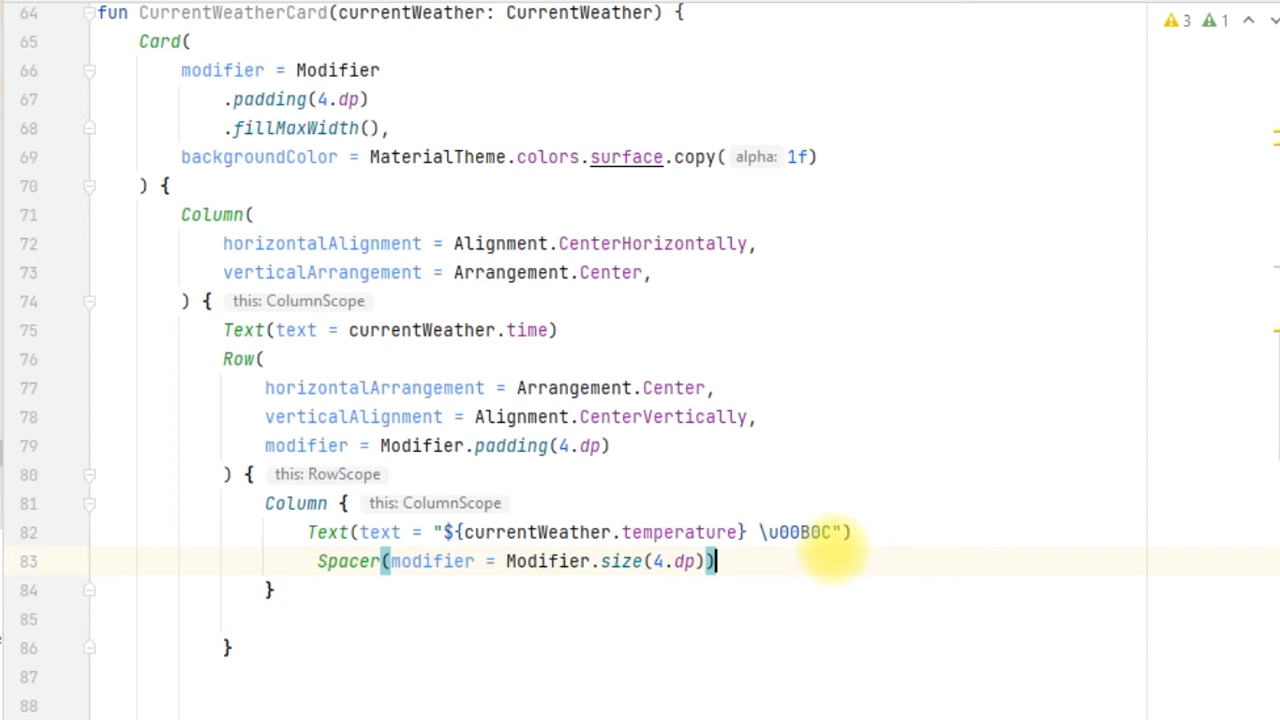 64 fun CurrentWeatherCard(currentWeather: CurrentWeather) { 3 1
65 Card(
66 modifier = Modifier
67 .padding(4.dp)
68 .fillMaxWidth(),
69 backgroundColor = MaterialTheme.colors.surface.copy( alpha: 1f)
70 ) {
71 Column(
72 horizontalAlignment = Alignment.CenterHorizontally,
73 verticalArrangement = Arrangement.Center,
74 ) { this: ColumnScope
75 Text(text = currentWeather.time)
76 Row(
77 horizontalArrangement = Arrangement.Center,
78 verticalAlignment = Alignment.CenterVertically,
79 modifier = Modifier.padding(4.dp)
80 ) { this: RowScope
81 Column { this: ColumnScope
82 Text(text = "${currentWeather.temperature} \u00B0C")
83 Spacer(modifier = Modifier.size(4.dp))
84 }
85
86 }
87
88